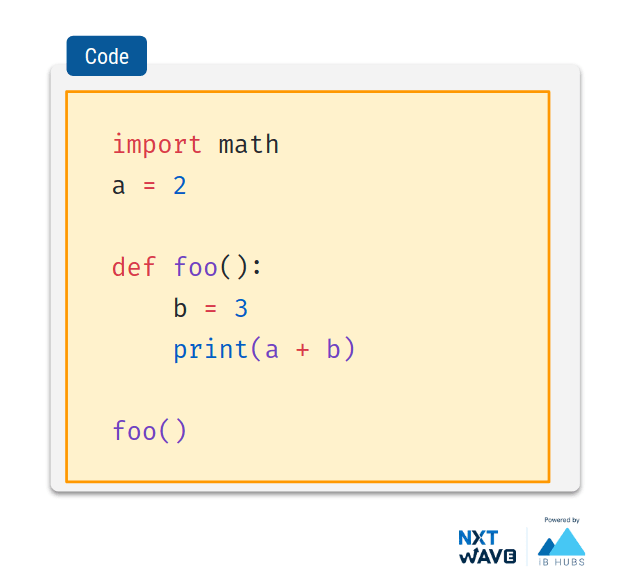 Code
import math
a = 2
def foo():
    b = 3
    print(a + b)
foo()
Powered by
NXT
WAVE
IB HUBS